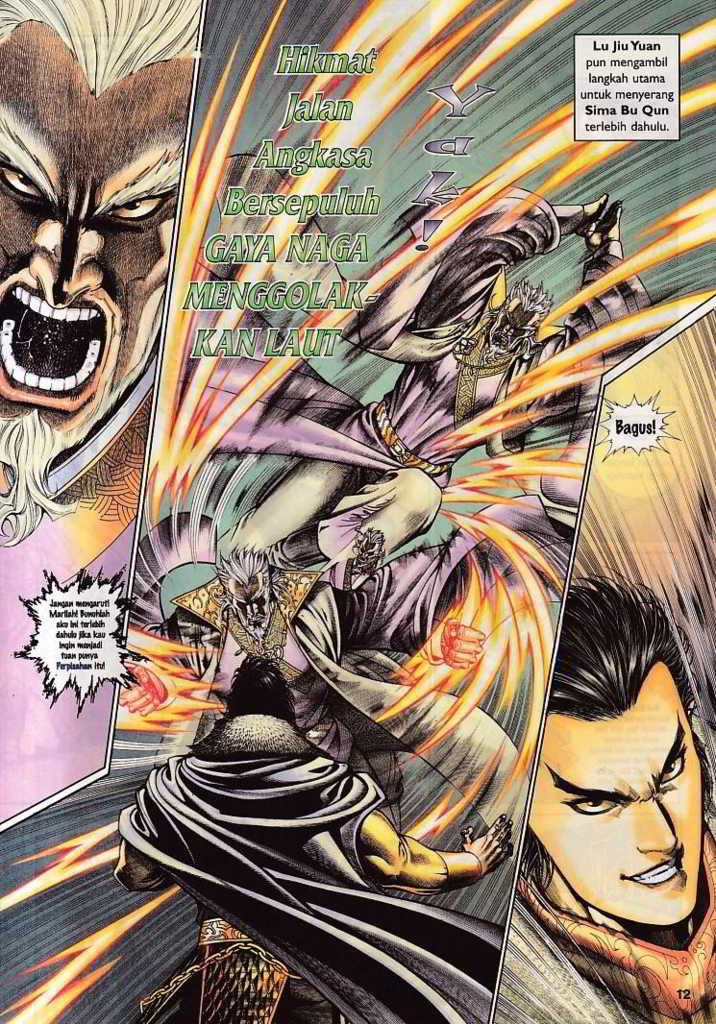 Hikmat
Jalan
Angkasa
Bersepuluh
GAYA NAGA
MENGGOLAK-
KAN LAUT
Yak!
Lu Jiu Yuan
pun mengambil
langkah utama
untuk menyerang
Sima Bu Qun
terlebih dahulu.
Bagus!
Jangan mengarut!
Marilah! Bunuhlah
aku ini terlebih
dahulu jika kau
ingin menjadi
tuan punya
Perpisahan itu!
12